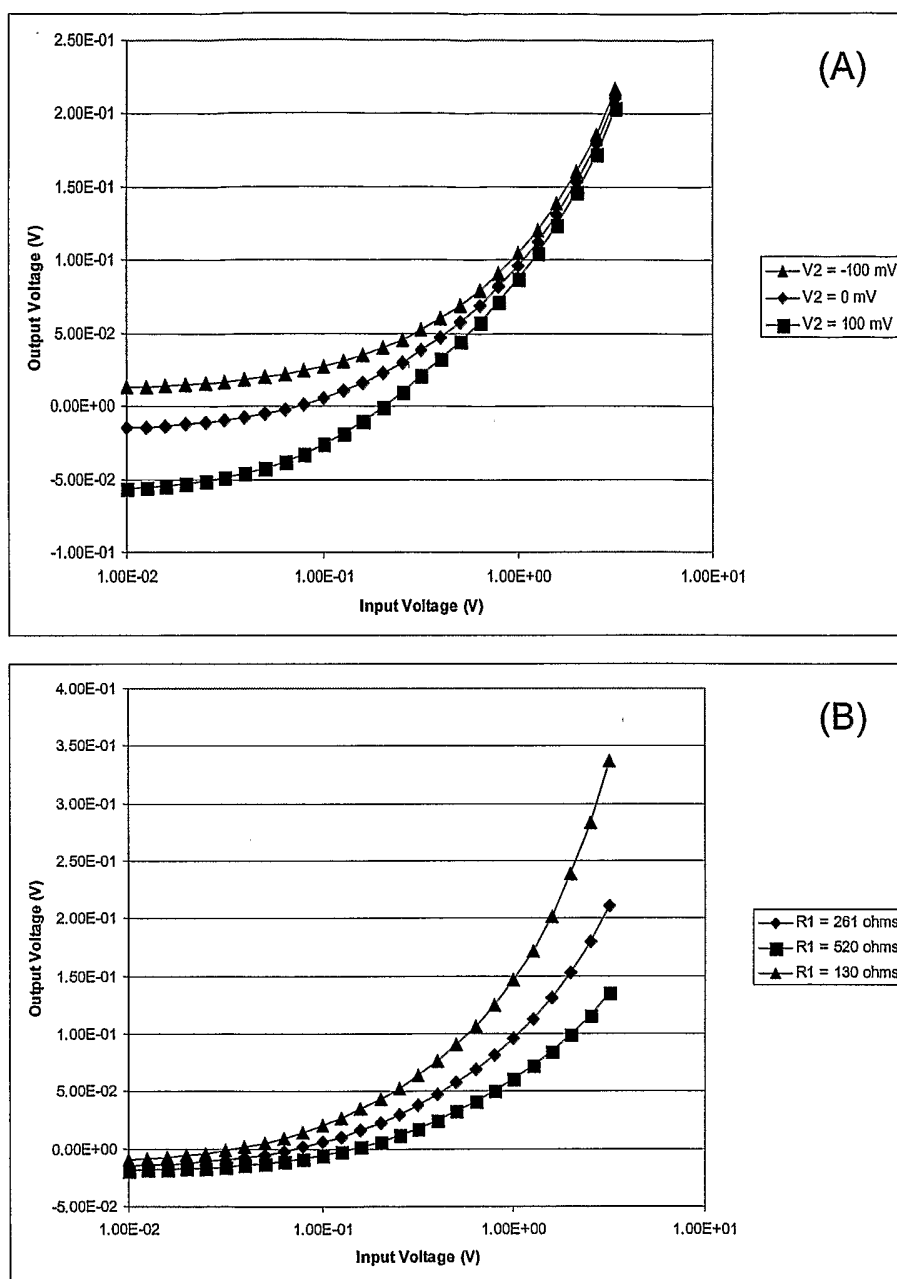 (A)
2.50E-01
2.00E-01
1.50E-01
1.00E-01
5.00E-02
0.00E+00
-5.00E-02
-1.00E-01
Output Voltage (V)
1.00E-02 1.00E-01 1.00E+00 1.00E+01
Input Voltage (V)
V2 = -100 mV
V2 = 0 mV
V2 = 100 mV
(B)
4.00E-01
3.50E-01
3.00E-01
2.50E-01
2.00E-01
1.50E-01
1.00E-01
5.00E-02
0.00E+00
-5.00E-02
Output Voltage (V)
1.00E-02 1.00E-01 1.00E+00 1.00E+01
Input Voltage (V)
R1 = 261 ohms
R1 = 520 ohms
R1 = 130 ohms